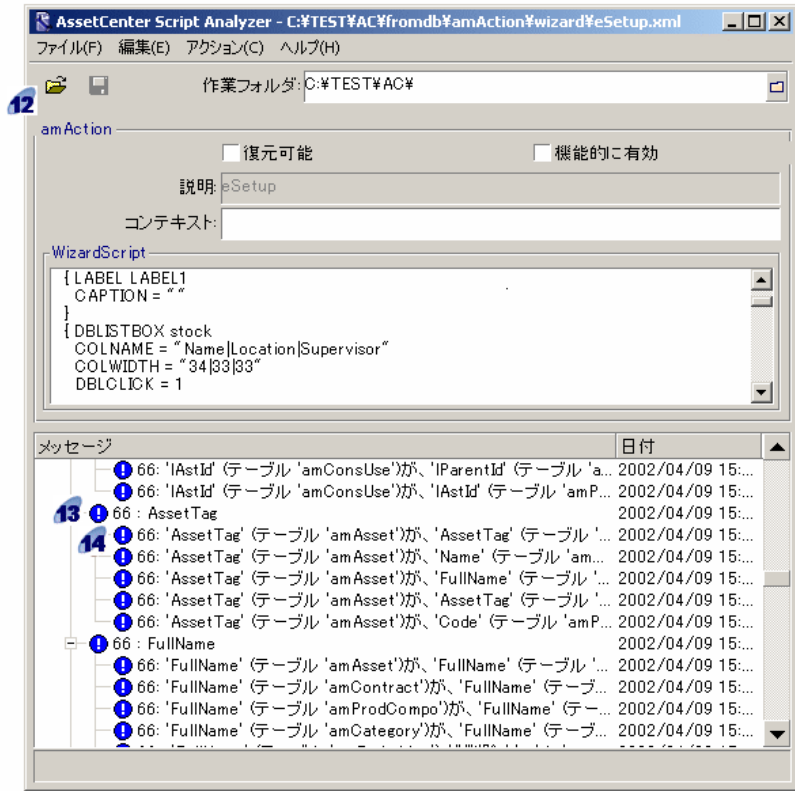 AssetCenter Script Analyzer - C:¥TEST¥AC¥fromdb¥amAction¥wizard¥eSetup.xml
ファイル(F) 編集(E) アクション(C) ヘルプ(H)
12
作業フォルダ: C:¥TEST¥AC¥
amAction
復元可能 機能的に有効
説明: eSetup
コンテキスト:
WizardScript
{ LABEL LABEL1
CAPTION = ""
}
{ DBLISTBOX stock
COLNAME = "Name|Location|Supervisor"
COLWIDTH = "34|33|33"
DBLCLICK = 1
メッセージ 日付
66: 'lAstId' (テーブル 'amConsUse')が、'lParentId' (テーブル 'a... 2002/04/09 15:...
66: 'lAstId' (テーブル 'amConsUse')が、'lAstId' (テーブル 'amP... 2002/04/09 15:...
13 66 : AssetTag 2002/04/09 15:...
14 66: 'AssetTag' (テーブル 'amAsset')が、'AssetTag' (テーブル '... 2002/04/09 15:...
66: 'AssetTag' (テーブル 'amAsset')が、'Name' (テーブル 'am... 2002/04/09 15:...
66: 'AssetTag' (テーブル 'amAsset')が、'FullName' (テーブル '... 2002/04/09 15:...
66: 'AssetTag' (テーブル 'amAsset')が、'AssetTag' (テーブル '... 2002/04/09 15:...
66: 'AssetTag' (テーブル 'amAsset')が、'Code' (テーブル 'amP... 2002/04/09 15:...
66 : FullName 2002/04/09 15:...
66: 'FullName' (テーブル 'amAsset')が、'FullName' (テーブル '... 2002/04/09 15:...
66: 'FullName' (テーブル 'amContract')が、'FullName' (テーブ... 2002/04/09 15:...
66: 'FullName' (テーブル 'amProdCompo')が、'FullName' (テー... 2002/04/09 15:...
66: 'FullName' (テーブル 'amCategory')が、'FullName' (テーブ... 2002/04/09 15:...